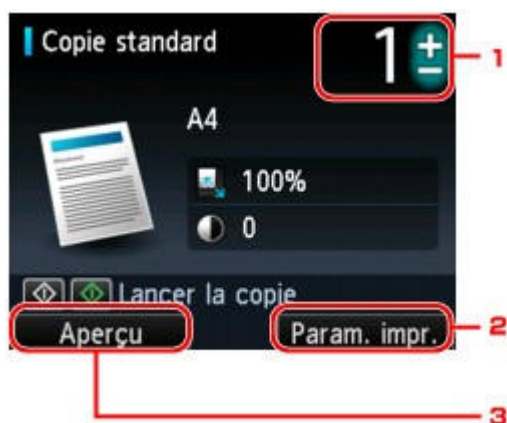 Copie standard
1 + -
1
A4
100%
0
Lancer la copie
Aperçu
Param. impr.
2
3